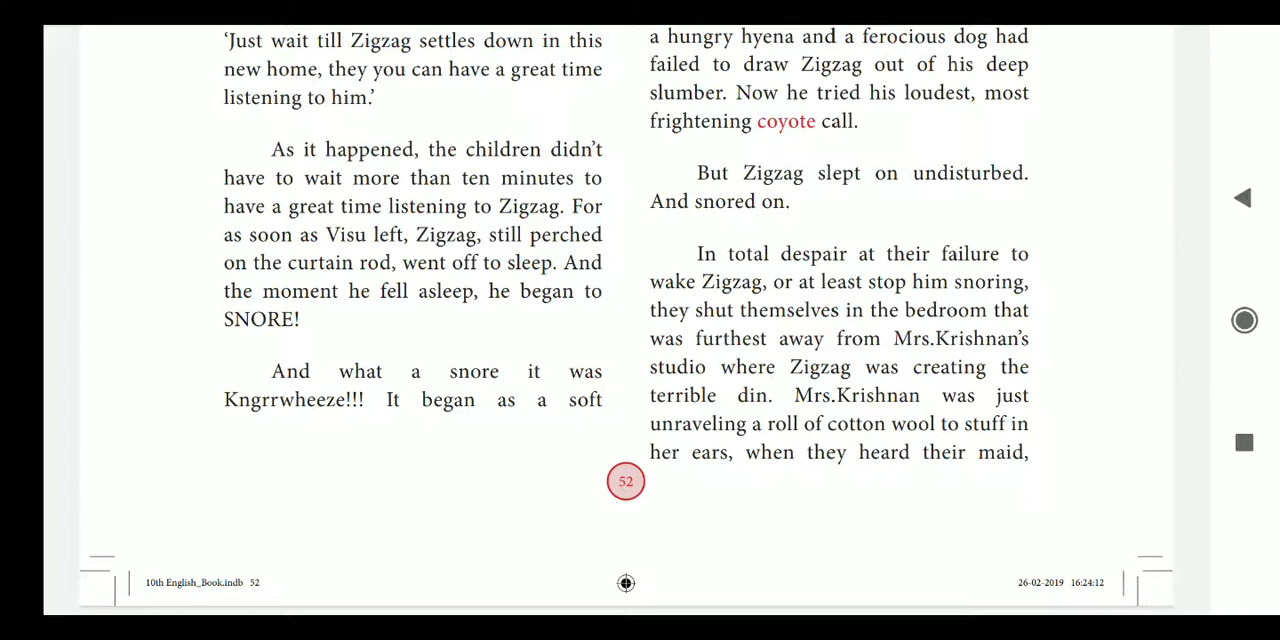 ‘Just wait till Zigzag settles down in this
new home, they you can have a great time
listening to him.’
As it happened, the children didn’t
have to wait more than ten minutes to
have a great time listening to Zigzag. For
as soon as Visu left, Zigzag, still perched
on the curtain rod, went off to sleep. And
the moment he fell asleep, he began to
SNORE!
And what a snore it was
Kngrrwheeze!!! It began as a soft
a hungry hyena and a ferocious dog had
failed to draw Zigzag out of his deep
slumber. Now he tried his loudest, most
frightening coyote call.
But Zigzag slept on undisturbed.
And snored on.
In total despair at their failure to
wake Zigzag, or at least stop him snoring,
they shut themselves in the bedroom that
was furthest away from Mrs.Krishnan’s
studio where Zigzag was creating the
terrible din. Mrs.Krishnan was just
unraveling a roll of cotton wool to stuff in
her ears, when they heard their maid,
52
10th English_Book.indb 52
26-02-2019 16:24:12